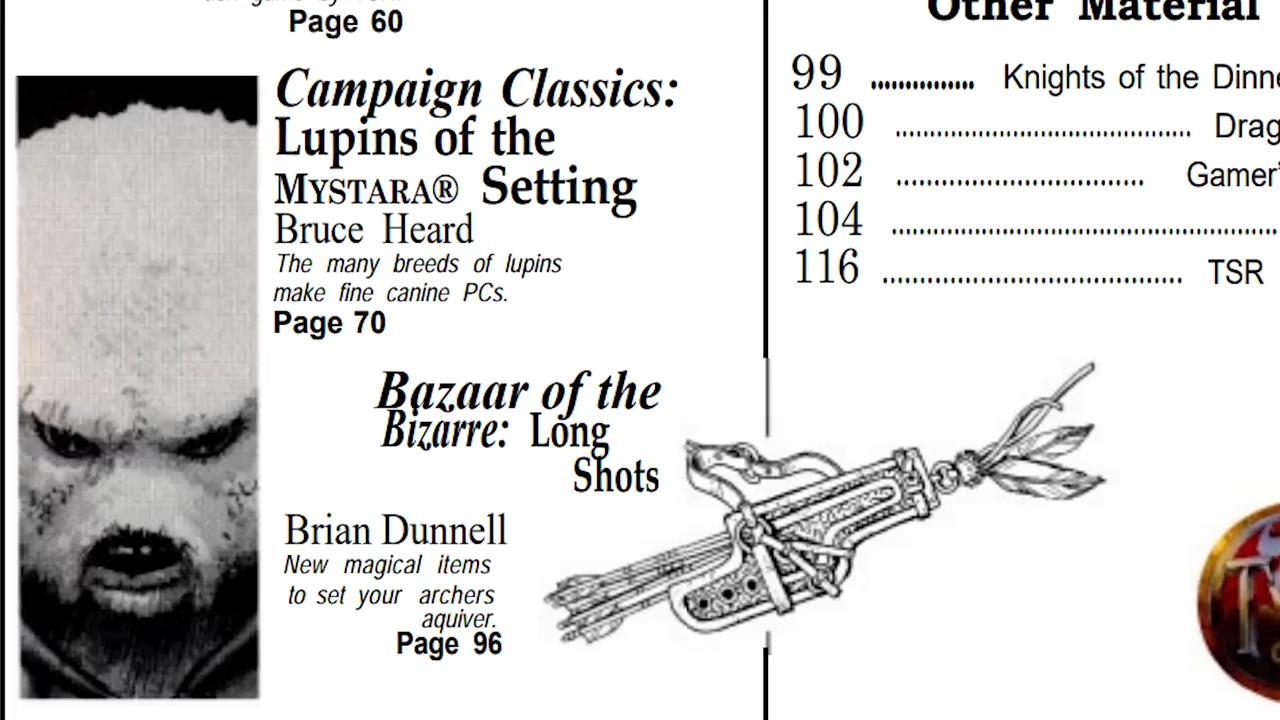 Page 60
Campaign Classics:
Lupins of the
MYSTARA® Setting
Bruce Heard
The many breeds of lupins
make fine canine PCs.
Page 70
Bazaar of the
Bizarre: Long
Shots
Brian Dunnell
New magical items
to set your archers
aquiver.
Page 96
Other Material
99 ............... Knights of the Dinne
100 ................................... Drag
102 ............................... Gamer'
104 ..............................................
116 ................................... TSR